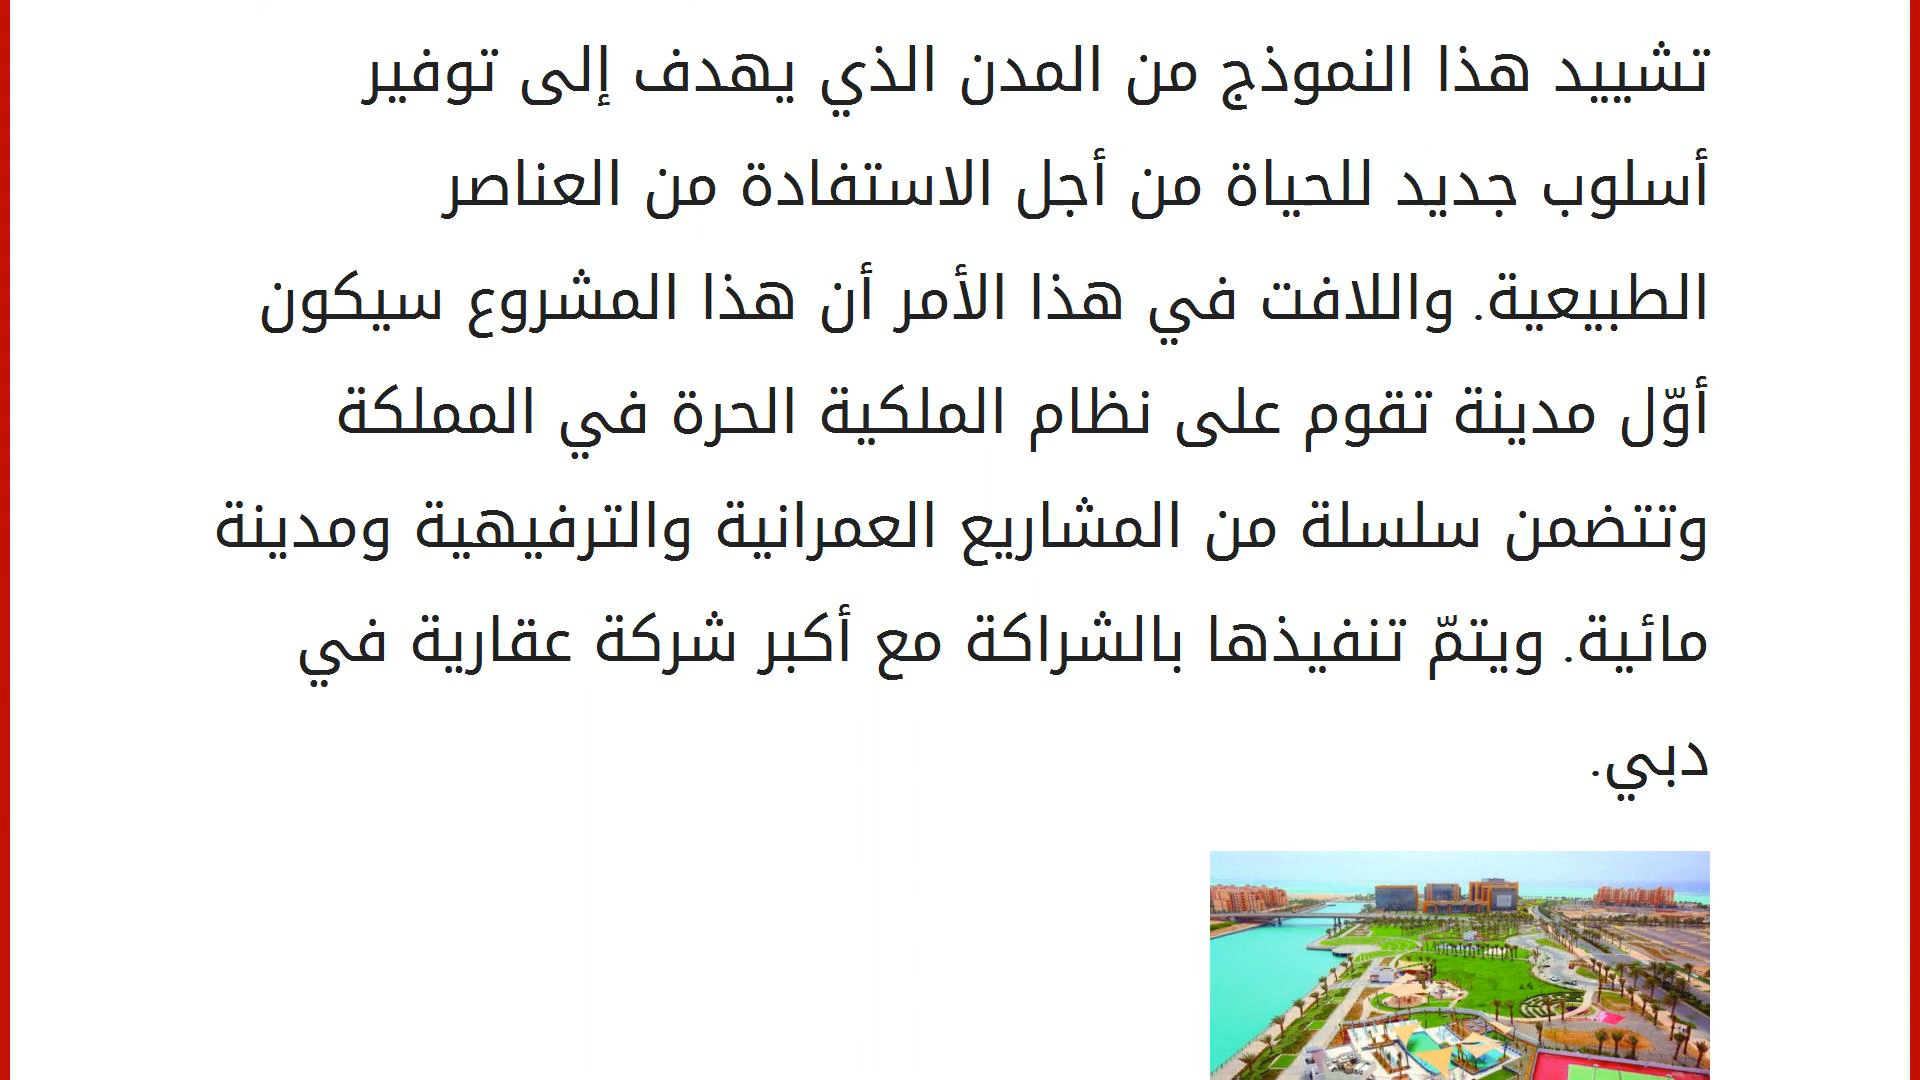 تشييد هذا النموذج من المدن الذي يهدف إلى توفير
أسلوب جديد للحياة من أجل الاستفادة من العناصر
الطبيعية. واللافت في هذا الأمر أن هذا المشروع سيكون
أوّل مدينة تقوم على نظام الملكية الحرة في المملكة
وتتضمن سلسلة من المشاريع العمرانية والترفيهية ومدينة
مائية. ويتمّ تنفيذها بالشراكة مع أكبر شركة عقارية في
دبي.